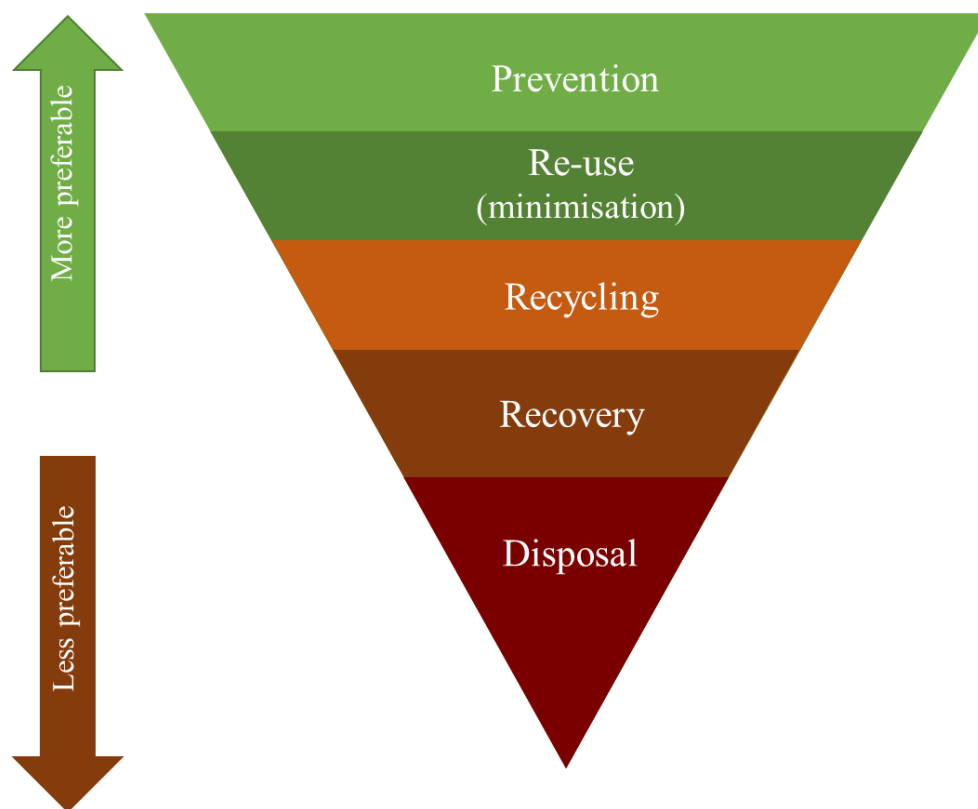 More preferable
Prevention
Re-use
(minimisation)
Recycling
Recovery
Less preferable
Disposal